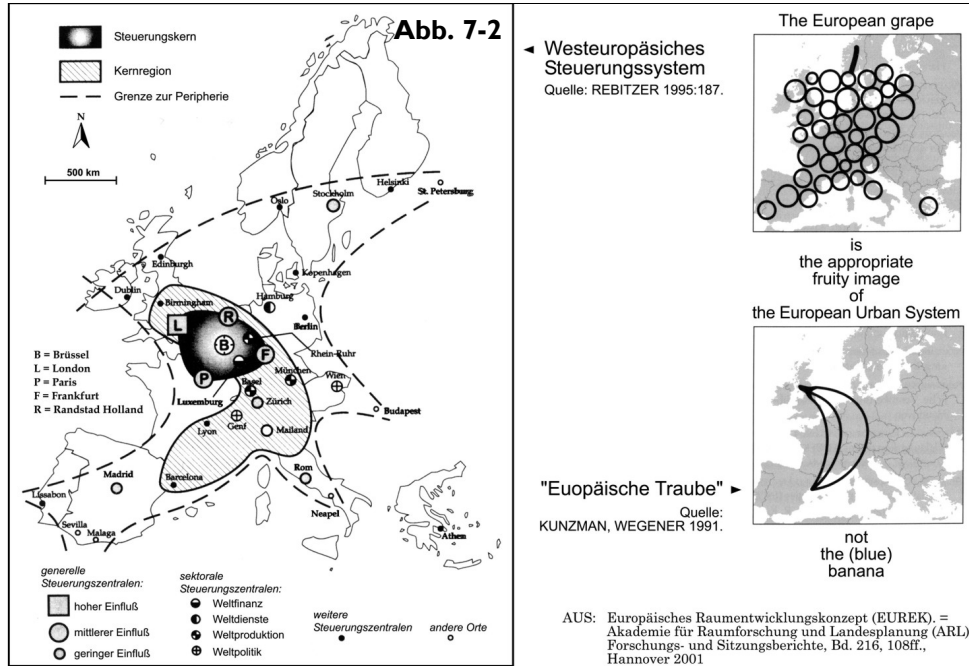 Abb. 7-2
Steuerungskern
Kernregion
Grenze zur Peripherie
N
500 km
Helsinki
St. Petersburg
Stockholm
Oslo
Edinburgh
Kopenhagen
Dublin
Hamburg
Birmingham
R
L
Berlin
B
F
Rhein-Ruhr
B = Brüssel
L = London
P = Paris
F = Frankfurt
R = Randstad Holland
P
München
Basel
Wien
Luxemburg
Zürich
Budapest
Genf
Lyon
Mailand
Madrid
Barcelona
Rom
Lissabon
Neapel
Sevilla
Malaga
Athen
generelle
Steuerungszentralen:
hoher Einfluß
mittlerer Einfluß
geringer Einfluß
sektorale
Steuerungszentralen:
Weltfinanz
Weltdienste
Weltproduktion
Weltpolitik
weitere
Steuerungszentralen
andere Orte
Westeuropäsiches
Steuerungssystem
Quelle: REBITZER 1995:187.
The European grape
is
the appropriate
fruity image
of
the European Urban System
"Euopäische Traube"
Quelle:
KUNZMAN, WEGENER 1991.
not
the (blue)
banana
AUS: Europäisches Raumentwicklungskonzept (EUREK). =
Akademie für Raumforschung und Landesplanung (ARL)
Forschungs- und Sitzungsberichte, Bd. 216, 108ff.,
Hannover 2001